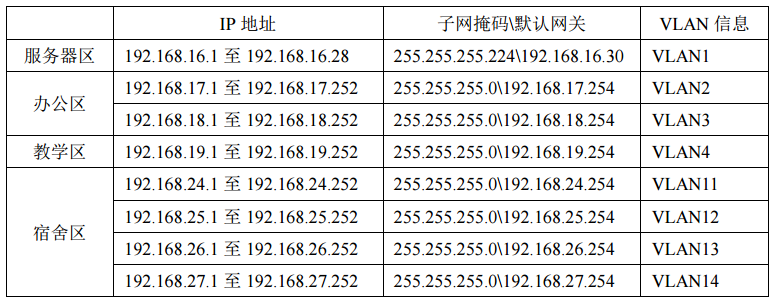 IP 地址 子网掩码\默认网关 VLAN 信息
服务器区 192.168.16.1 至 192.168.16.28 255.255.255.224\192.168.16.30 VLAN1
办公区 192.168.17.1 至 192.168.17.252 255.255.255.0\192.168.17.254 VLAN2
192.168.18.1 至 192.168.18.252 255.255.255.0\192.168.18.254 VLAN3
教学区 192.168.19.1 至 192.168.19.252 255.255.255.0\192.168.19.254 VLAN4
宿舍区 192.168.24.1 至 192.168.24.252 255.255.255.0\192.168.24.254 VLAN11
192.168.25.1 至 192.168.25.252 255.255.255.0\192.168.25.254 VLAN12
192.168.26.1 至 192.168.26.252 255.255.255.0\192.168.26.254 VLAN13
192.168.27.1 至 192.168.27.252 255.255.255.0\192.168.27.254 VLAN14